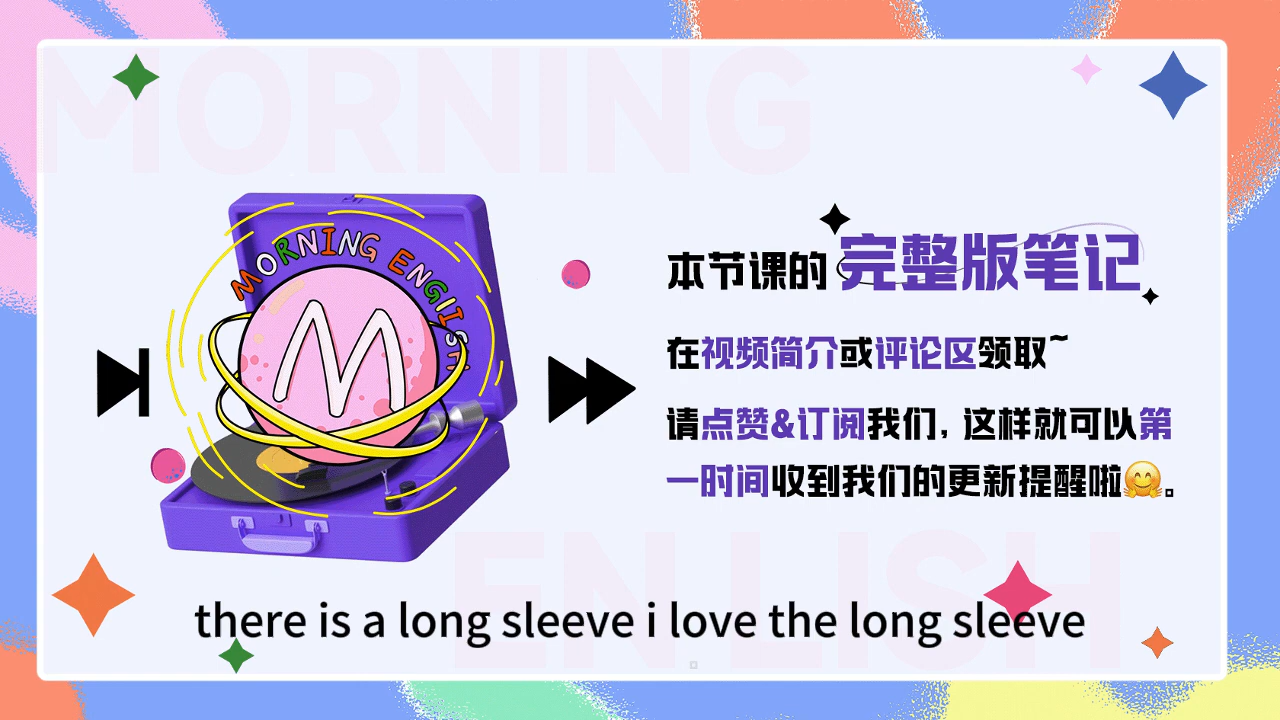 MORNING
MORNING ENGlISH
本节课的 完整版笔记
在视频简介或评论区领取~
请点赞&订阅我们, 这样就可以第
一时间收到我们的更新提醒啦🤗。
EN LISH
there is a long sleeve i love the long sleeve